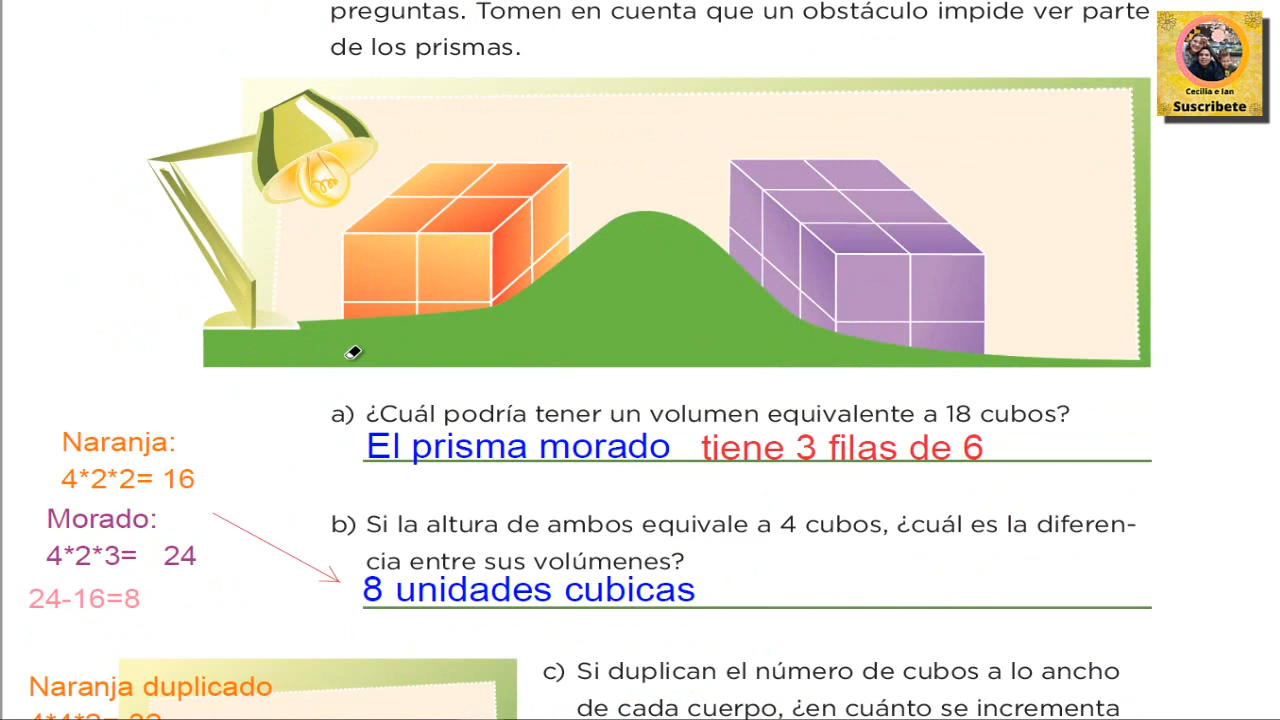 preguntas. Tomen en cuenta que un obstáculo impide ver parte
de los prismas.
Cecilia e Ian
Suscribete
a) ¿Cuál podría tener un volumen equivalente a 18 cubos?
El prisma morado tiene 3 filas de 6
Naranja:
4*2*2= 16
Morado:
4*2*3= 24
24-16=8
b) Si la altura de ambos equivale a 4 cubos, ¿cuál es la diferen-
cia entre sus volúmenes?
8 unidades cubicas
Naranja duplicado
c) Si duplican el número de cubos a lo ancho
de cada cuerpo, ¿en cuánto se incrementa